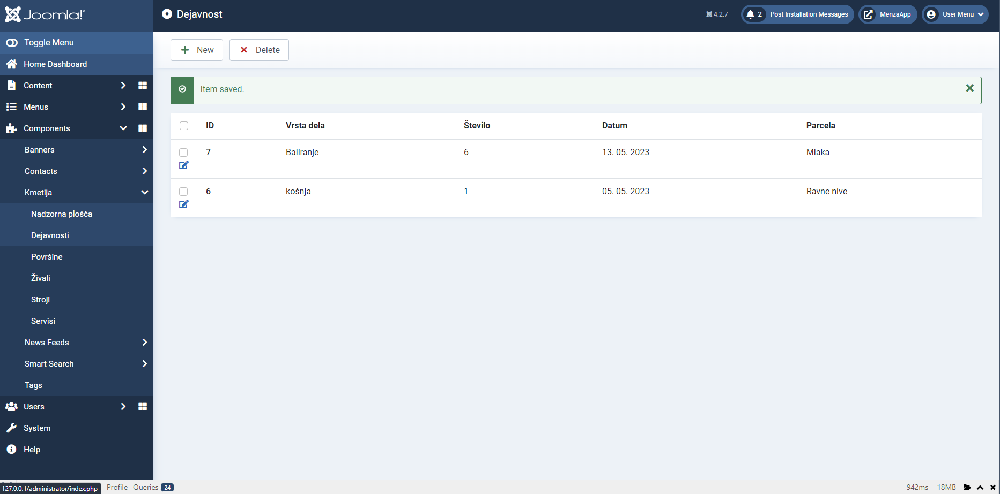 Joomla!®
Dejavnost
4.2.7
2 Post Installation Messages
MenzaApp
User Menu
Toggle Menu
Home Dashboard
Content
Menus
Components
Banners
Contacts
Kmetija
Nadzorna plošča
Dejavnosti
Površine
Živali
Stroji
Servisi
News Feeds
Smart Search
Tags
Users
System
Help
New
Delete
Item saved.
ID Vrsta dela Število Datum Parcela
7 Baliranje 6 13. 05. 2023 Mlaka
6 košnja 1 05. 05. 2023 Ravne nive
127.0.0.1/administrator/index.php
Profile Queries 24
942ms 18MB